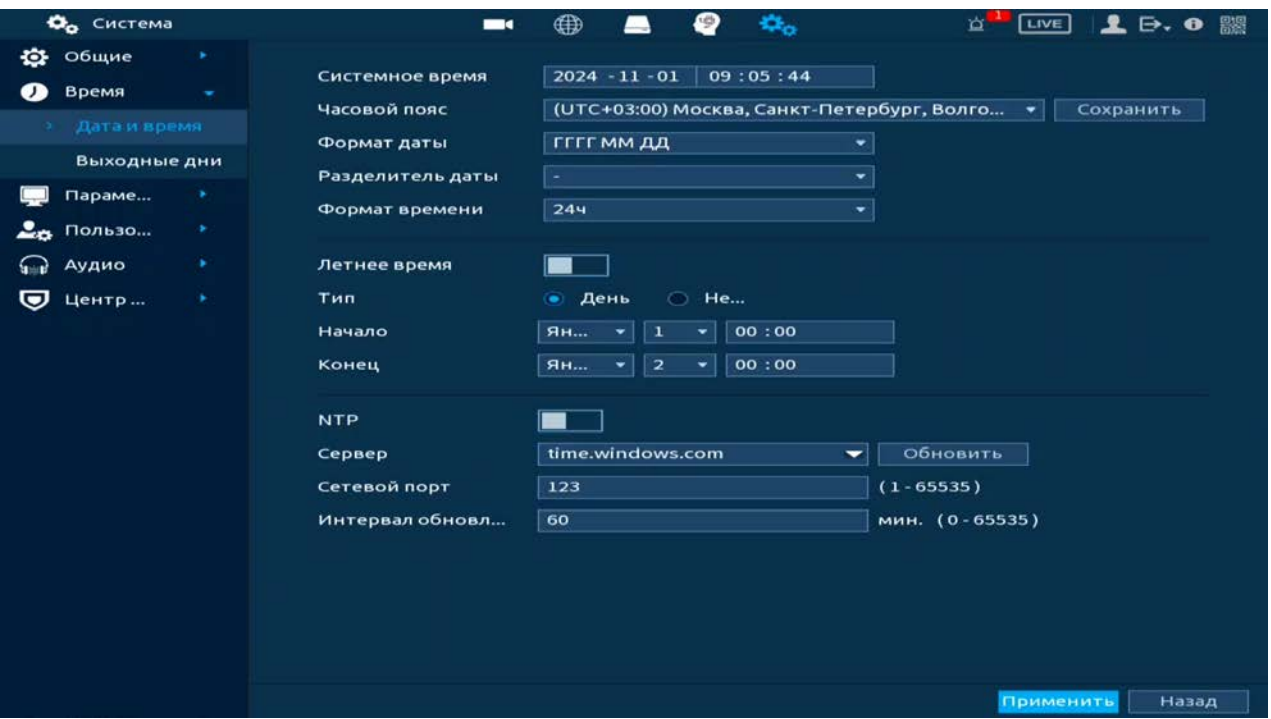 Система
1
LIVE
Общие
Время
Дата и время
Выходные дни
Параме...
Пользо...
Аудио
Центр ...
Системное время 2024 - 11 - 01 09 : 05 : 44
Часовой пояс (UTC+03:00) Москва, Санкт-Петербург, Волго... Сохранить
Формат даты ГГГГ ММ ДД
Разделитель даты -
Формат времени 24ч
Летнее время
Тип День Не...
Начало Ян... 1 00 : 00
Конец Ян... 2 00 : 00
NTP
Сервер time.windows.com Обновить
Сетевой порт 123 (1 - 65535)
Интервал обновл... 60 мин. (0 - 65535)
Применить Назад